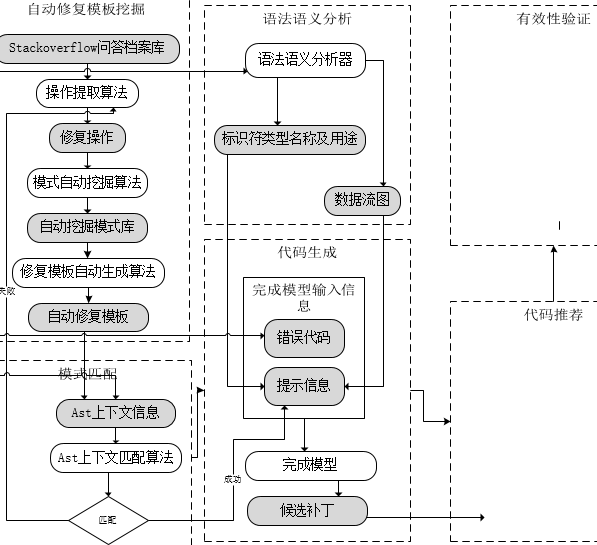 自动修复模板挖掘
Stackoverflow问答档案库
操作提取算法
修复操作
模式自动挖掘算法
自动挖掘模式库
修复模板自动生成算法
失败
自动修复模板
模式匹配
Ast上下文信息
Ast上下文匹配算法
匹配
语法语义分析
语法语义分析器
标识符类型名称及用途
数据流图
代码生成
完成模型输入信
息
错误代码
提示信息
成功
完成模型
候选补丁
有效性验证
代码推荐